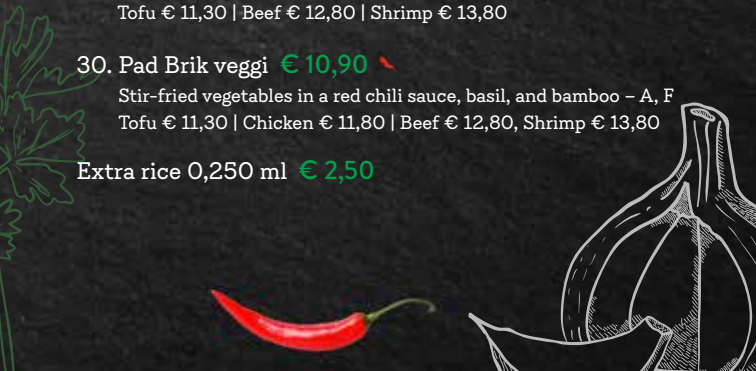 Tofu € 11,30 | Beef € 12,80 | Shrimp € 13,80
30. Pad Brik veggi € 10,90
Stir-fried vegetables in a red chili sauce, basil, and bamboo – A, F
Tofu € 11,30 | Chicken € 11,80 | Beef € 12,80, Shrimp € 13,80
Extra rice 0,250 ml € 2,50